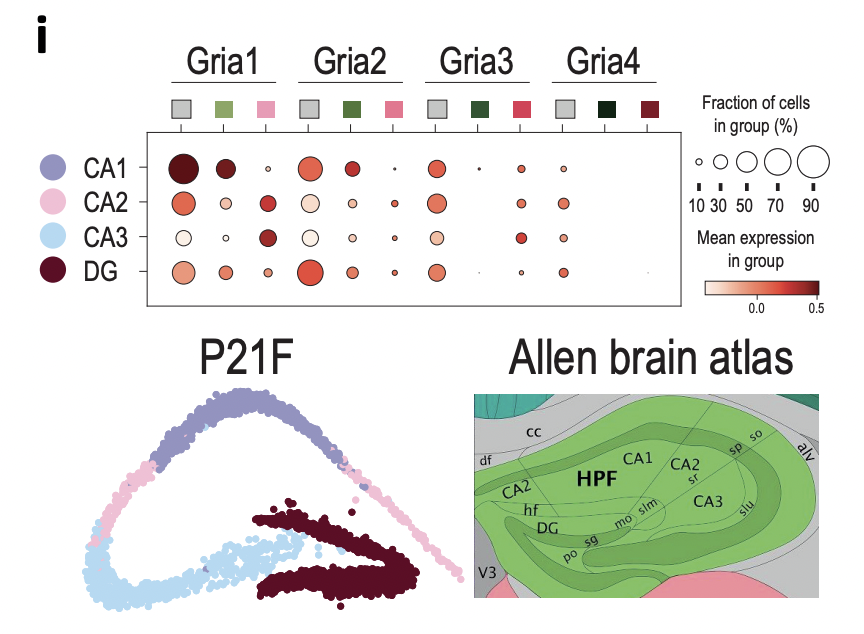 i
Gria1 Gria2 Gria3 Gria4
CA1
CA2
CA3
DG
Fraction of cells
in group (%)
10 30 50 70 90
Mean expression
in group
0.0 0.5
P21F
Allen brain atlas
cc
df
CA1
CA2
so
sp
alv
HPF
sr
CA2
CA3
hf
slm
slu
DG
mo
sg
po
V3